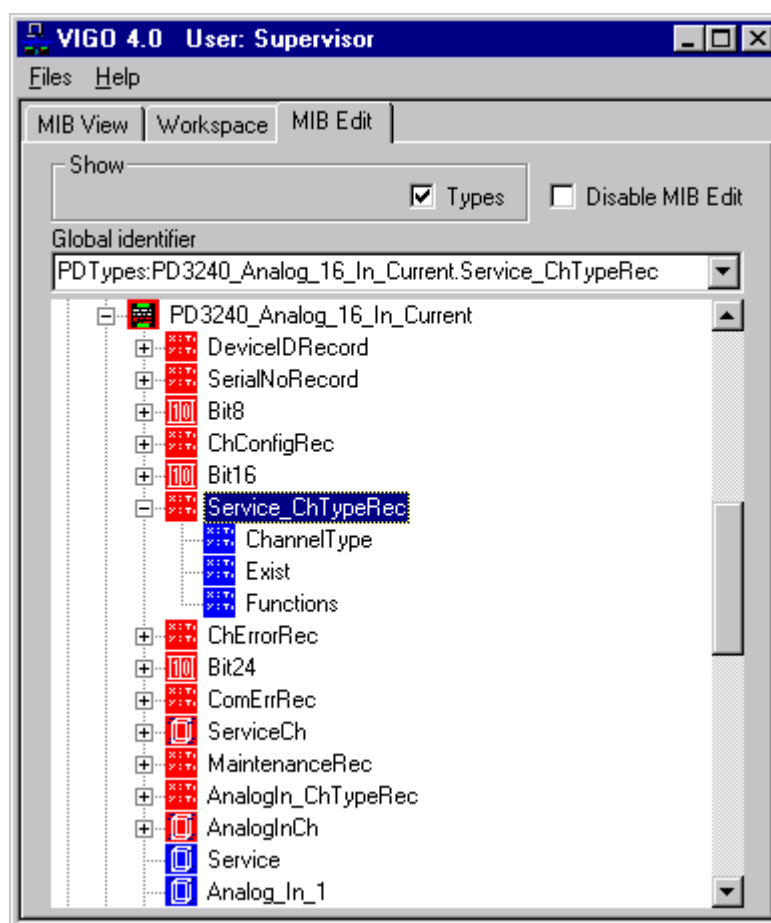 VIGO 4.0 User: Supervisor
Files Help
MIB View Workspace MIB Edit
Show
Types Disable MIB Edit
Global identifier
PDTypes:PD3240_Analog_16_In_Current.Service_ChTypeRec
PD3240_Analog_16_In_Current
DeviceIDRecord
SerialNoRecord
Bit8
ChConfigRec
Bit16
Service_ChTypeRec
ChannelType
Exist
Functions
ChErrorRec
Bit24
ComErrRec
ServiceCh
MaintenanceRec
AnalogIn_ChTypeRec
AnalogInCh
Service
Analog_In_1